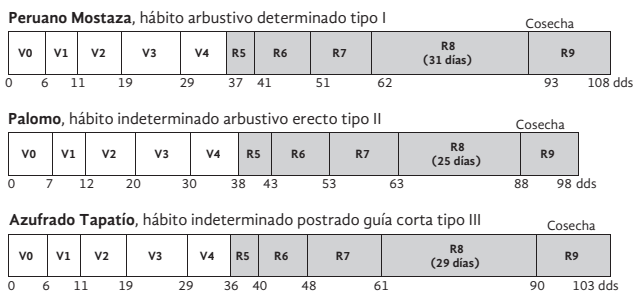 Peruano Mostaza, hábito arbustivo determinado tipo I
Cosecha
V0 V1 V2 V3 V4 R5 R6 R7 R8 R9
(31 días)
0 6 11 19 29 37 41 51 62 93 108 dds
Palomo, hábito indeterminado arbustivo erecto tipo II
Cosecha
V0 V1 V2 V3 V4 R5 R6 R7 R8 R9
(25 días)
0 7 12 20 30 38 43 53 63 88 98 dds
Azufrado Tapatío, hábito indeterminado postrado guía corta tipo III
Cosecha
V0 V1 V2 V3 V4 R5 R6 R7 R8 R9
(29 días)
0 6 11 19 29 36 40 48 61 90 103 dds